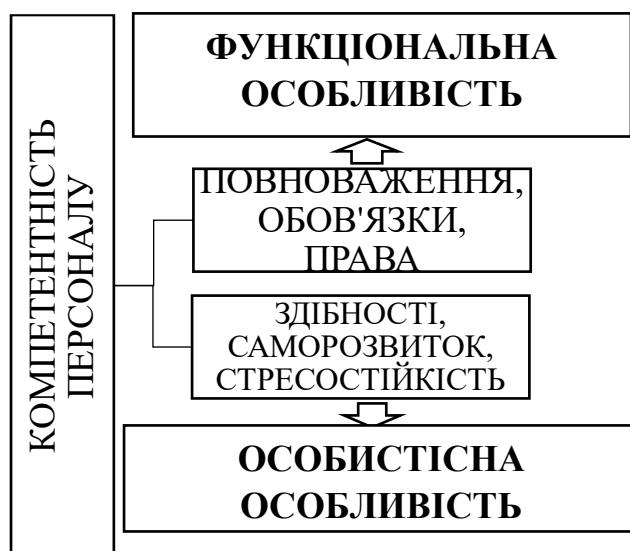 КОМПЕТЕНТНІСТЬ
ПЕРСОНАЛУ
ФУНКЦІОНАЛЬНА
ОСОБЛИВІСТЬ
ПОВНОВАЖЕННЯ,
ОБОВ'ЯЗКИ,
ПРАВА
ЗДІБНОСТІ,
САМОРОЗВИТОК,
СТРЕСОСТІЙКІСТЬ
ОСОБИСТІСНА
ОСОБЛИВІСТЬ